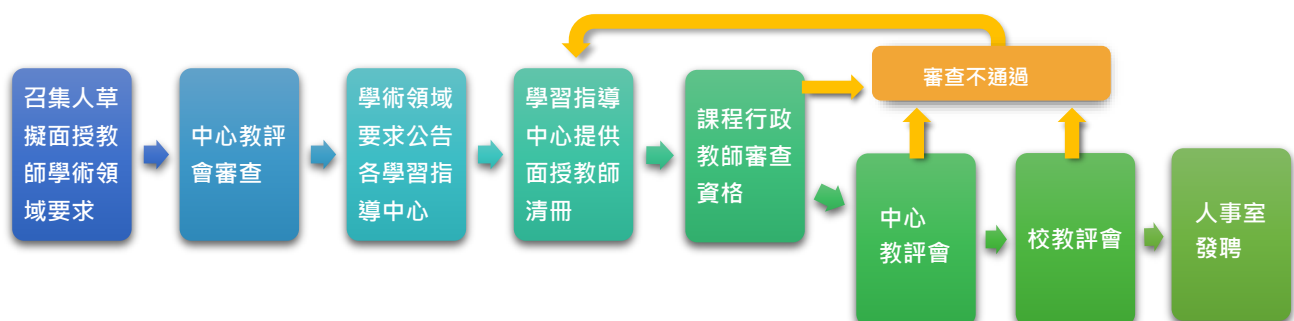 召集人草
擬面授教
師學術領
域要求
中心教評
會審查
學術領域
要求公告
各學習指
導中心
學習指導
中心提供
面授教師
清冊
課程行政
教師審查
資格
審查不通過
中心
教評會
校教評會
人事室
發聘